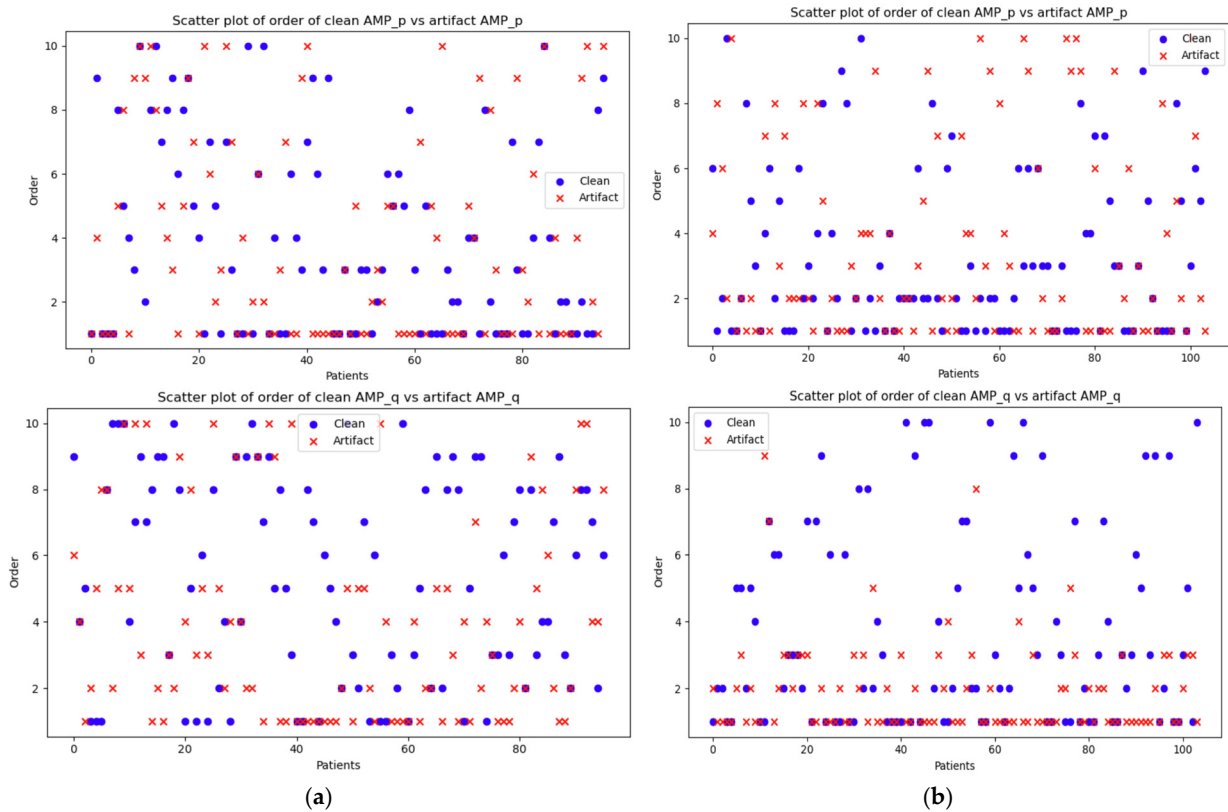 Scatter plot of order of clean AMP_p vs artifact AMP_p
10
8
6
4
2
Order
Clean
Artifact
0
20
40
60
80
Patients
Scatter plot of order of clean AMP_p vs artifact AMP_p
10
8
6
4
2
Order
Clean
Artifact
0
20
40
60
80
100
Patients
Scatter plot of order of clean AMP_q vs artifact AMP_q
10
8
6
4
2
Order
Clean
Artifact
0
20
40
60
80
Patients
Scatter plot of order of clean AMP_q vs artifact AMP_q
10
8
6
4
2
Order
Clean
Artifact
0
20
40
60
80
100
Patients
(a)
(b)